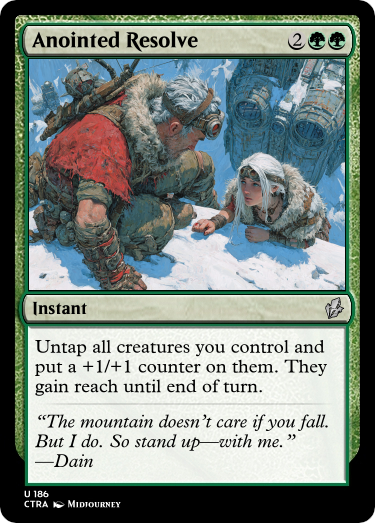 Anointed Resolve 2
Instant
Untap all creatures you control and
put a +1/+1 counter on them. They
gain reach until end of turn.
“The mountain doesn’t care if you fall.
But I do. So stand up—with me.”
—Dain
U 186
CTRA Midjourney